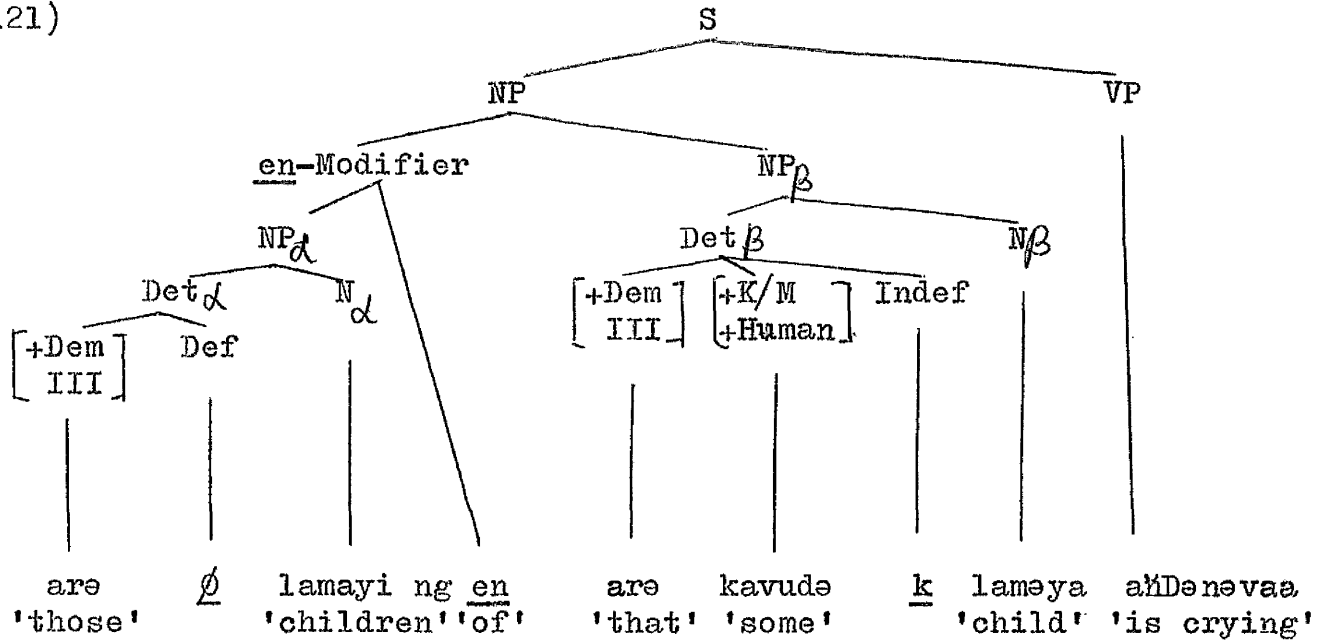 21)
S
NP VP
en-Modifier NPβ
NPα Detβ Nβ
Detα Nα [+Dem III] [+K/M +Human] Indef
[+Dem III] Def
arə ∅ lamayi ng en arə kavudə k laməya aňDənəvaa
'those' 'children' 'of' 'that' 'some' 'child' 'is crying'